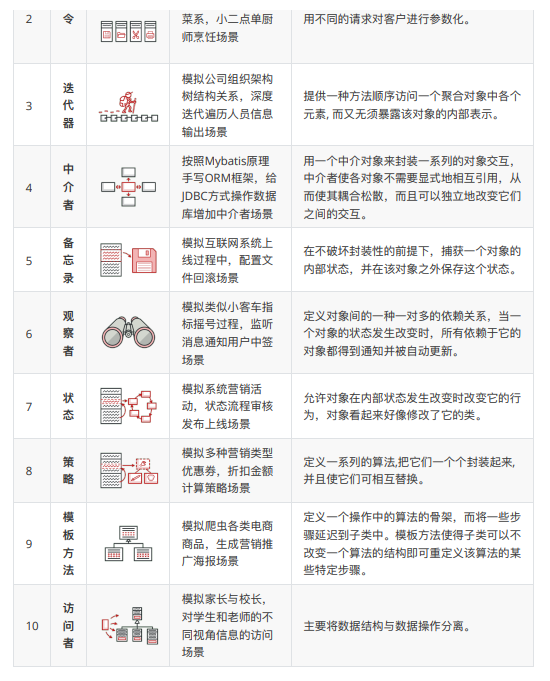 2
令
菜系，小二点单厨
师烹饪场景
用不同的请求对客户进行参数化。
3
迭
代
器
模拟公司组织架构
树结构关系，深度
迭代遍历人员信息
输出场景
提供一种方法顺序访问一个聚合对象中各个
元素, 而又无须暴露该对象的内部表示。
4
中
介
者
按照Mybatis原理
手写ORM框架，给
JDBC方式操作数据
库增加中介者场景
用一个中介对象来封装一系列的对象交互，
中介者使各对象不需要显式地相互引用，从
而使其耦合松散，而且可以独立地改变它们
之间的交互。
5
备
忘
录
模拟互联网系统上
线过程中，配置文
件回滚场景
在不破坏封装性的前提下，捕获一个对象的
内部状态，并在该对象之外保存这个状态。
6
观
察
者
模拟类似小客车指
标摇号过程，监听
消息通知用户中签
场景
定义对象间的一种一对多的依赖关系，当一
个对象的状态发生改变时，所有依赖于它的
对象都得到通知并被自动更新。
7
状
态
模拟系统营销活
动，状态流程审核
发布上线场景
允许对象在内部状态发生改变时改变它的行
为，对象看起来好像修改了它的类。
8
策
略
模拟多种营销类型
优惠券，折扣金额
计算策略场景
定义一系列的算法,把它们一个个封装起来,
并且使它们可相互替换。
9
模
板
方
法
模拟爬虫各类电商
商品，生成营销推
广海报场景
定义一个操作中的算法的骨架，而将一些步
骤延迟到子类中。模板方法使得子类可以不
改变一个算法的结构即可重定义该算法的某
些特定步骤。
10
访
问
者
模拟家长与校长，
对学生和老师的不
同视角信息的访问
场景
主要将数据结构与数据操作分离。